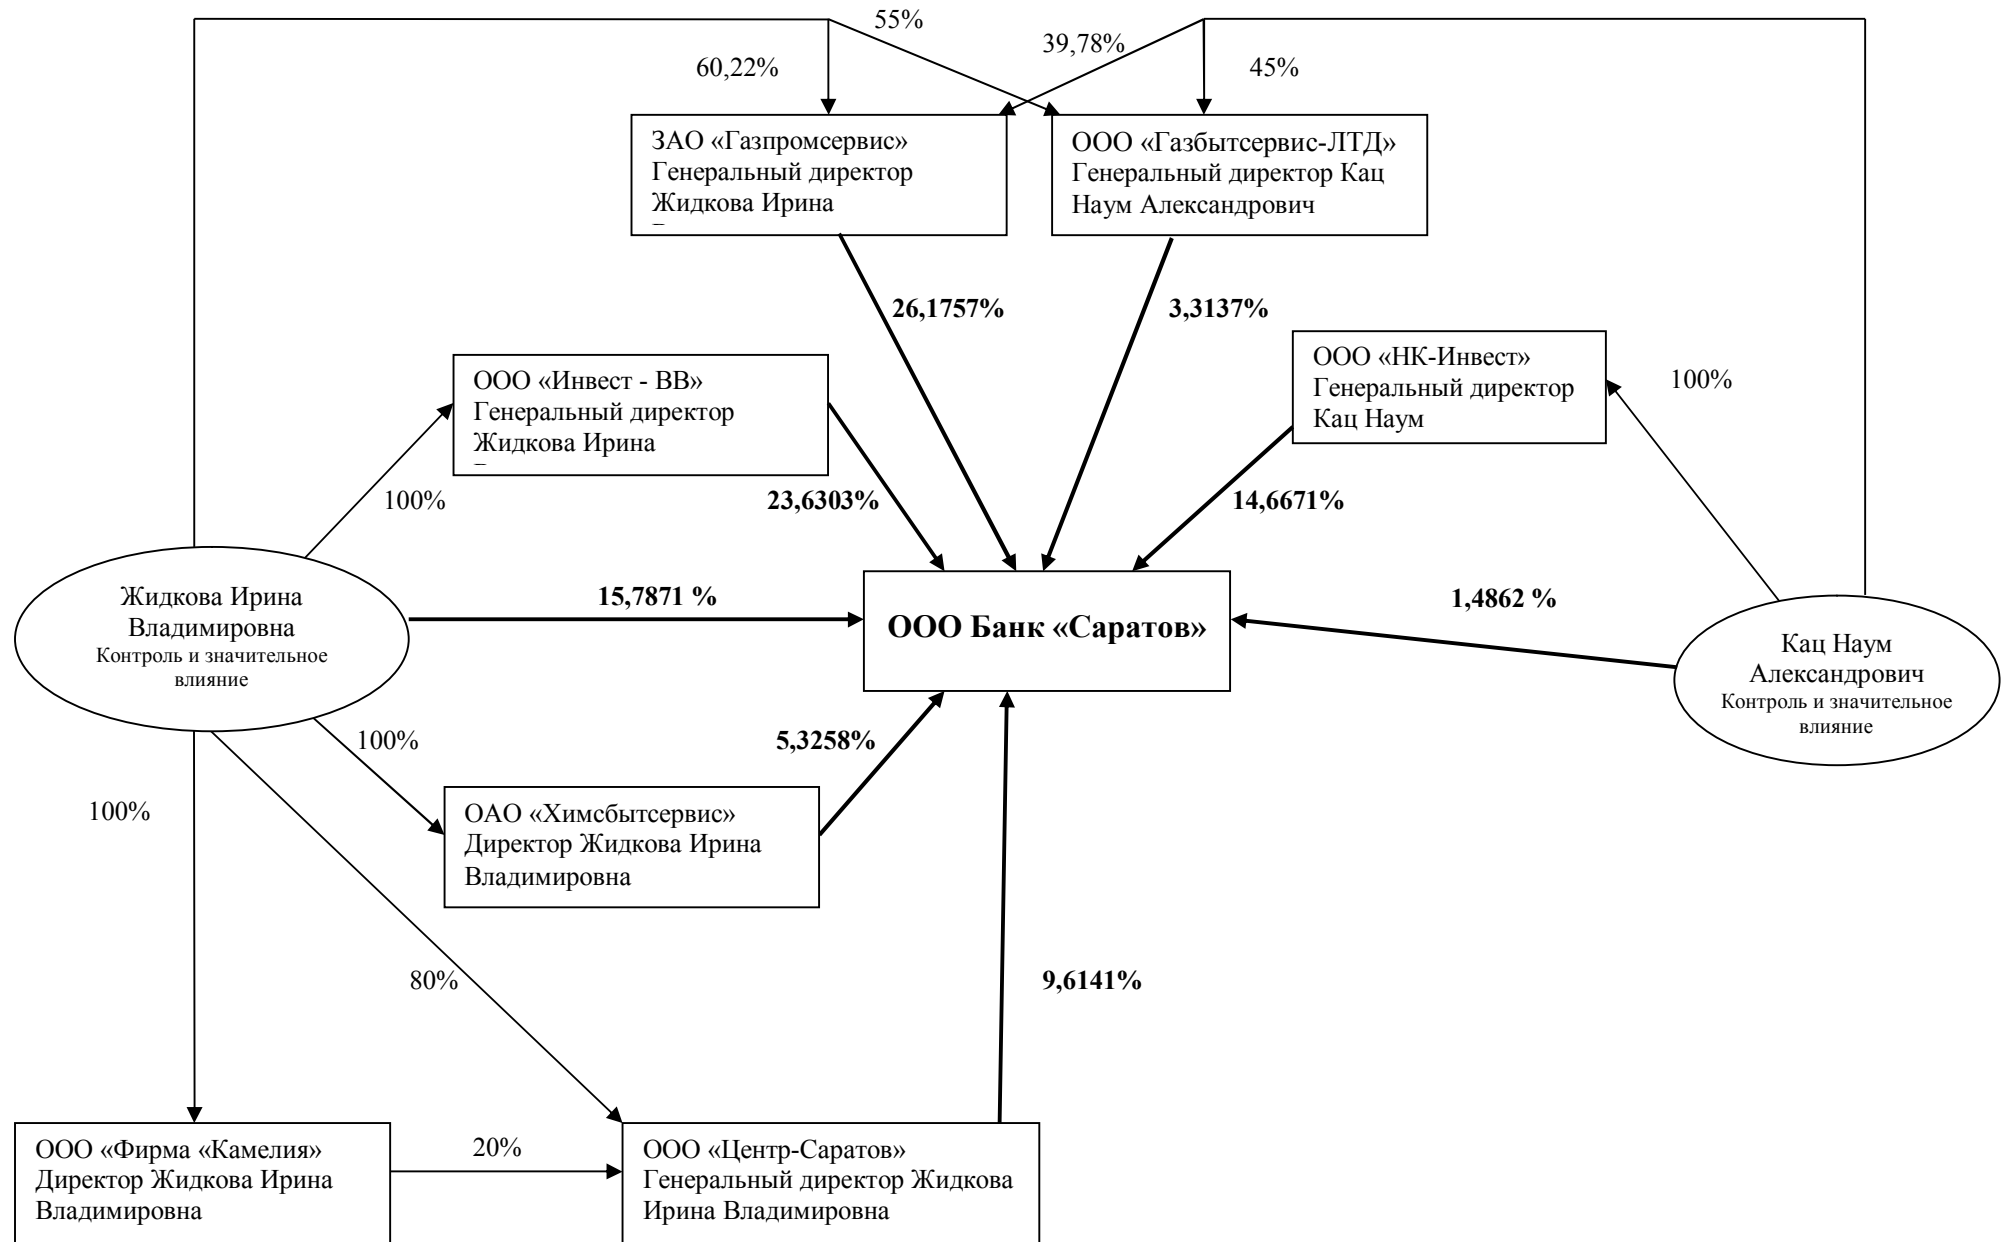 55%
39,78%
60,22%
45%
ЗАО «Газпромсервис»
Генеральный директор
Жидкова Ирина
ООО «Газбытсервис-ЛТД»
Генеральный директор Кац
Наум Александрович
26,1757%
3,3137%
ООО «Инвест - ВВ»
Генеральный директор
Жидкова Ирина
ООО «НК-Инвест»
Генеральный директор
Кац Наум
100%
100%
23,6303%
14,6671%
Жидкова Ирина
Владимировна
Контроль и значительное
влияние
15,7871 %
ООО Банк «Саратов»
1,4862 %
Кац Наум
Александрович
Контроль и значительное
влияние
100%
5,3258%
100%
ОАО «Химсбытсервис»
Директор Жидкова Ирина
Владимировна
80%
9,6141%
ООО «Фирма «Камелия»
Директор Жидкова Ирина
Владимировна
20%
ООО «Центр-Саратов»
Генеральный директор Жидкова
Ирина Владимировна